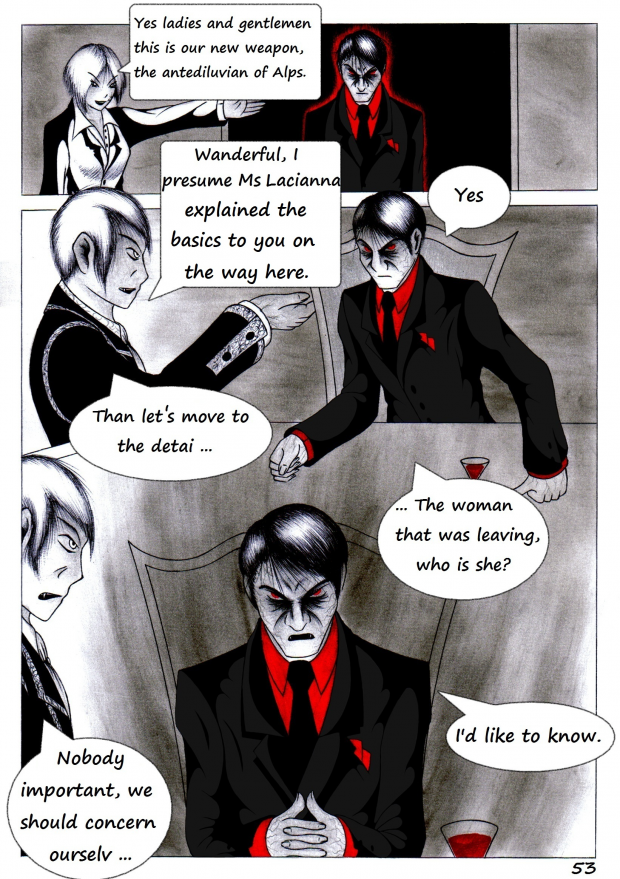 Yes ladies and gentlemen
this is our new weapon,
the antediluvian of Alps.
Wanderful, I
presume Ms Lacianna
explained the
basics to you on
the way here.
Yes
Than let's move to
the detai ...
... The woman
that was leaving,
who is she?
I'd like to know.
Nobody
important, we
should concern
ourselv ...
53